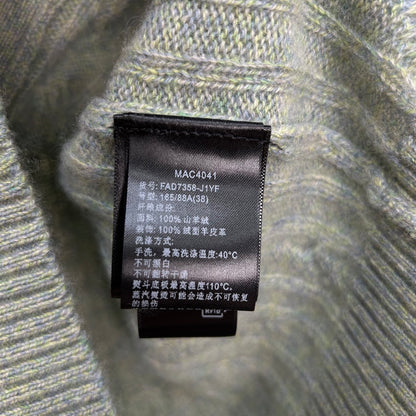 MAC4041
货号: FAD7358-J1YF
号型: 165/88A(38)
纤维成份:
面料: 100% 山羊绒
装饰: 100% 绒面羊皮革
洗涤方式:
手洗，最高洗涤温度:40°C
不可漂白
不可翻转干燥
熨斗底板最高温度110°C，
蒸汽熨烫可能会造成不可恢复
的损伤
RFID